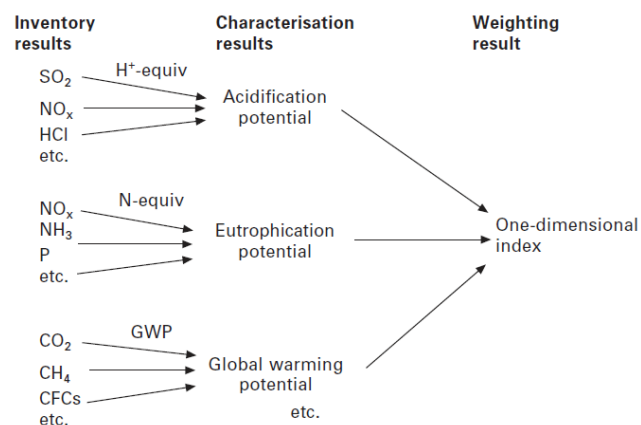 Inventory results
Characterisation results
Weighting result
SO₂
H⁺-equiv
NOₓ
HCl
etc.
Acidification potential
NOₓ
N-equiv
NH₃
P
etc.
Eutrophication potential
One-dimensional index
CO₂
GWP
CH₄
CFCs
etc.
Global warming potential
etc.